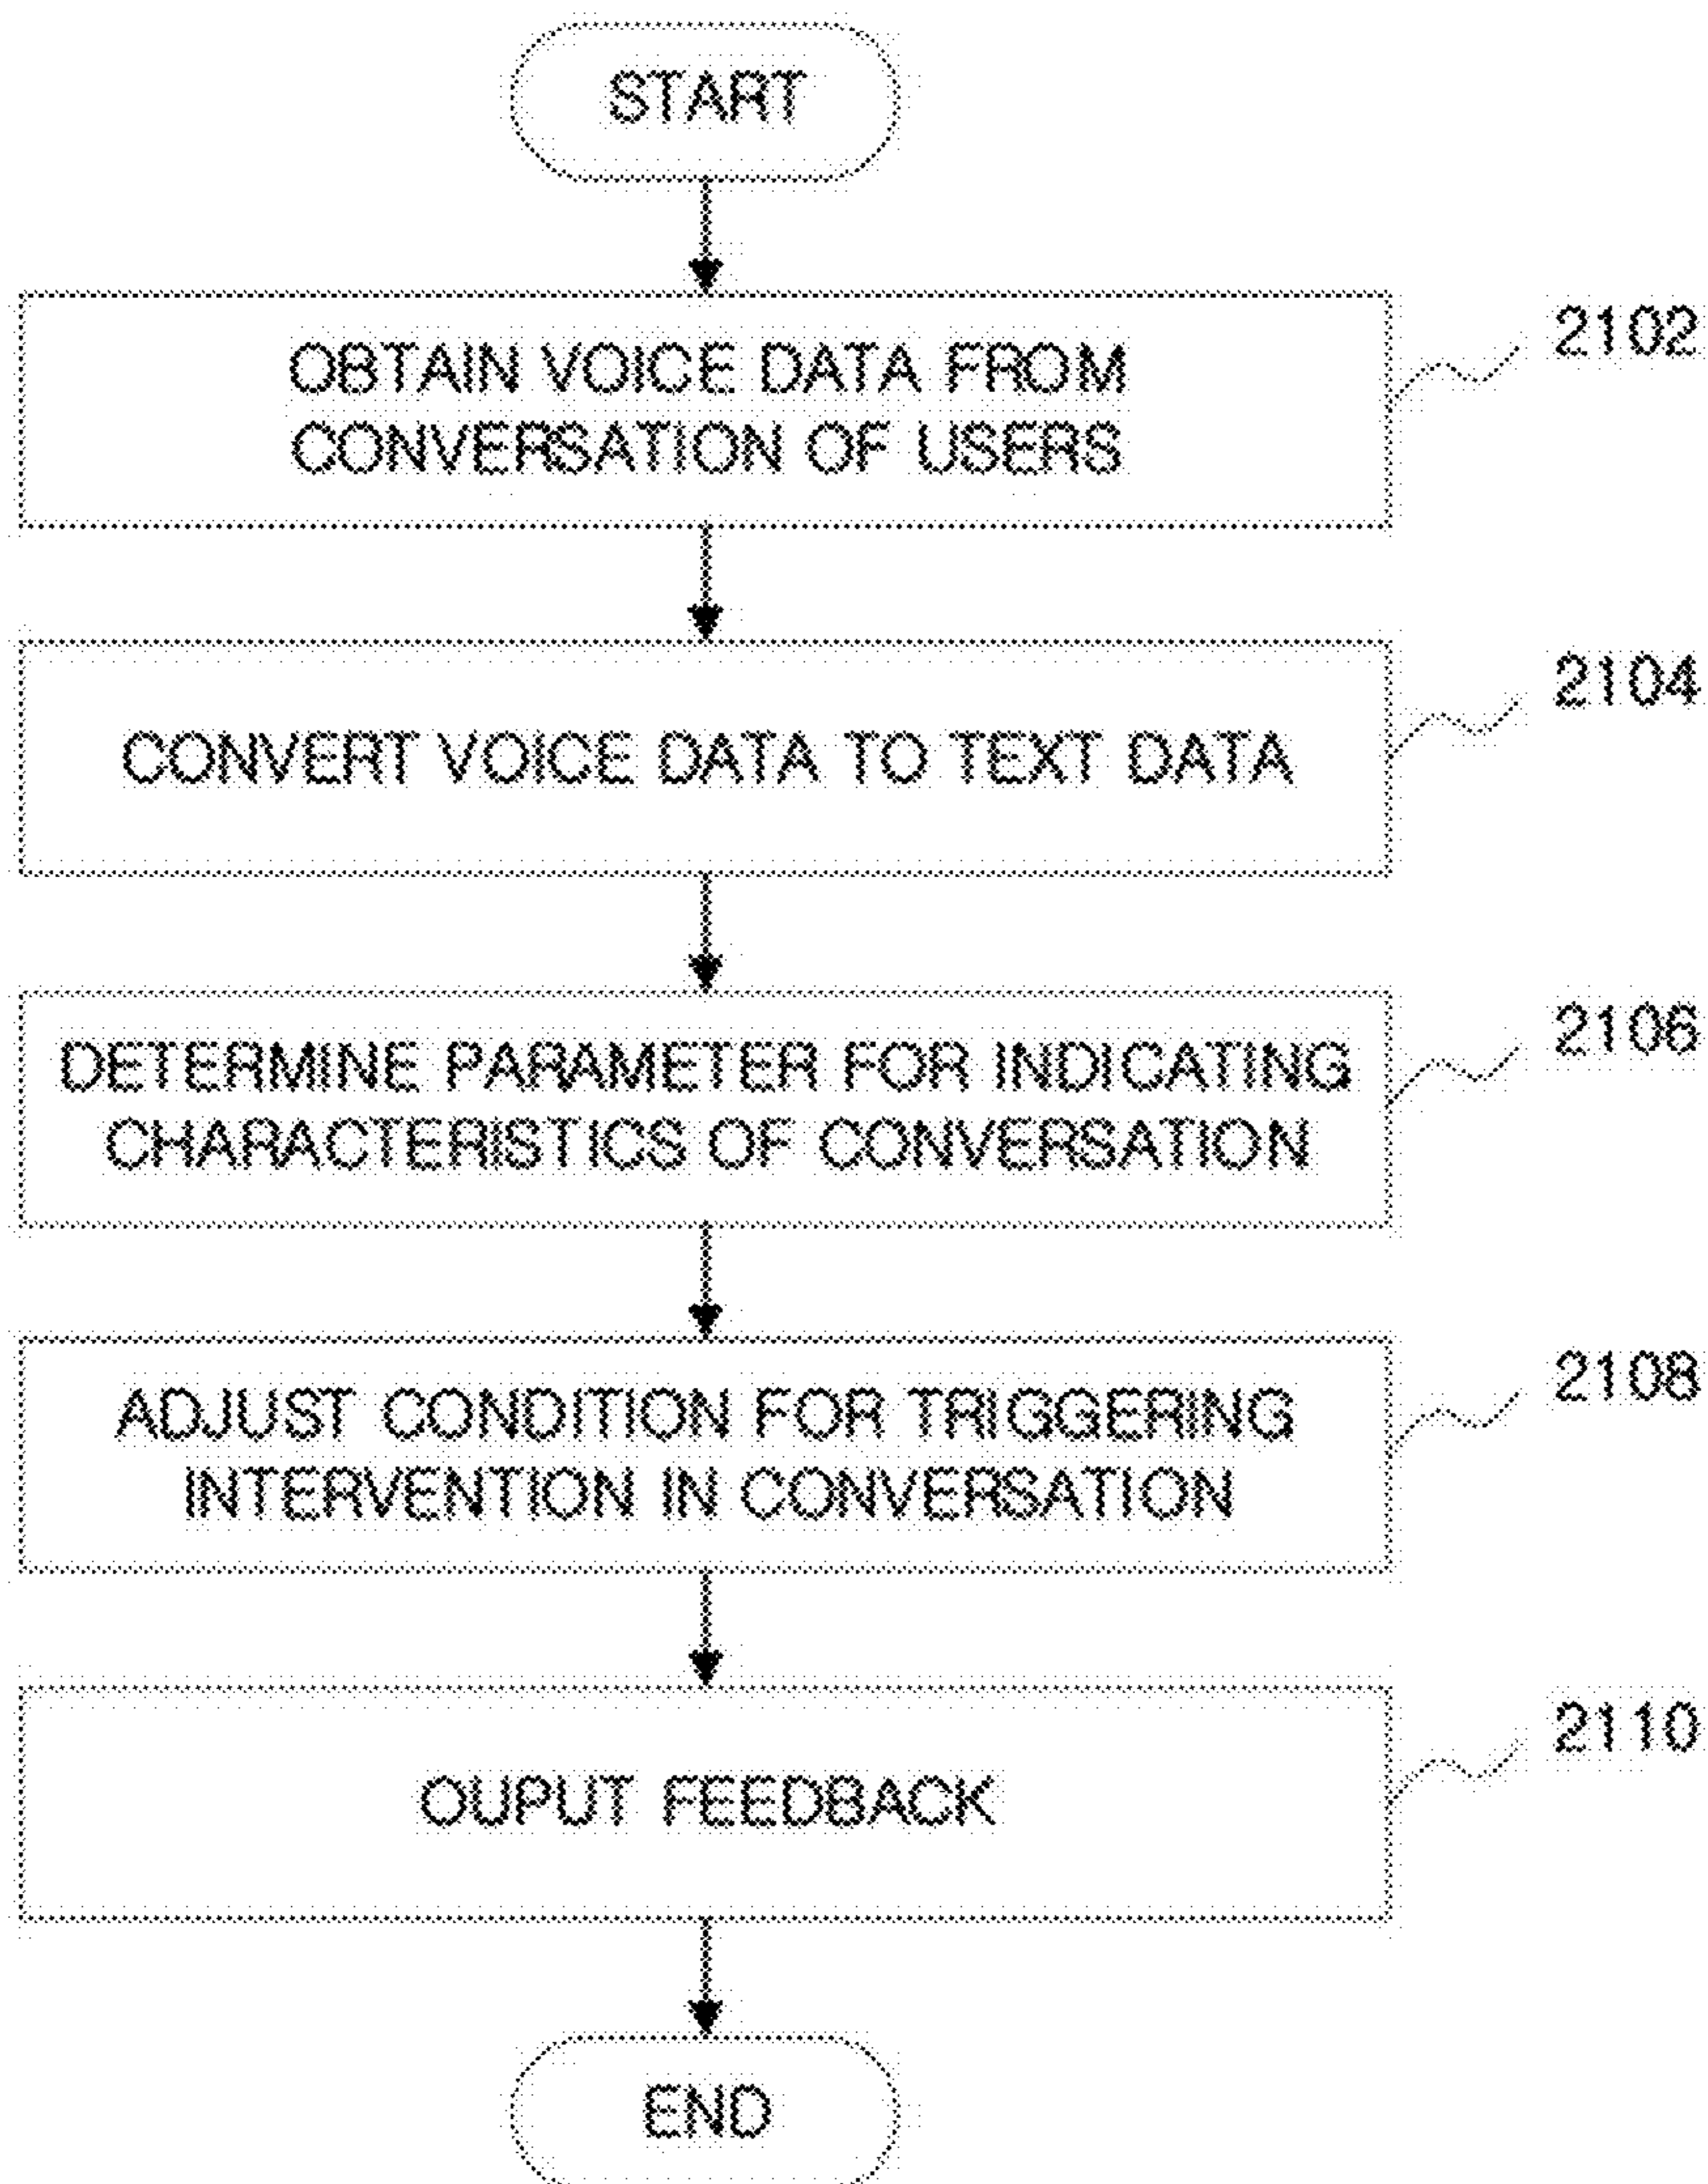 START
OBTAIN VOICE DATA FROM
CONVERSATION OF USERS
2102
CONVERT VOICE DATA TO TEXT DATA
2104
DETERMINE PARAMETER FOR INDICATING
CHARACTERISTICS OF CONVERSATION
2106
ADJUST CONDITION FOR TRIGGERING
INTERVENTION IN CONVERSATION
2108
OUPUT FEEDBACK
2110
END